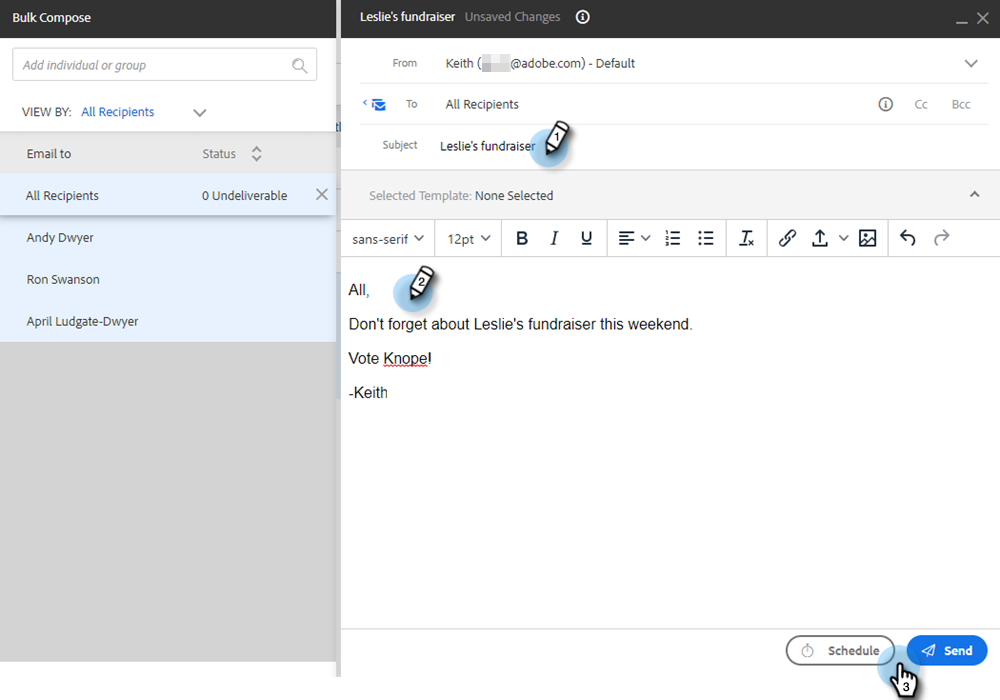 Bulk Compose
Add individual or group
VIEW BY: All Recipients
Email to Status
All Recipients 0 Undeliverable
Andy Dwyer
Ron Swanson
April Ludgate-Dwyer
Leslie's fundraiser Unsaved Changes
From Keith ( @adobe.com) - Default
To All Recipients Cc Bcc
Subject Leslie's fundraiser 1
Selected Template: None Selected
sans-serif 12pt B I U
All, 2
Don't forget about Leslie's fundraiser this weekend.
Vote Knope!
-Keith
Schedule Send
3